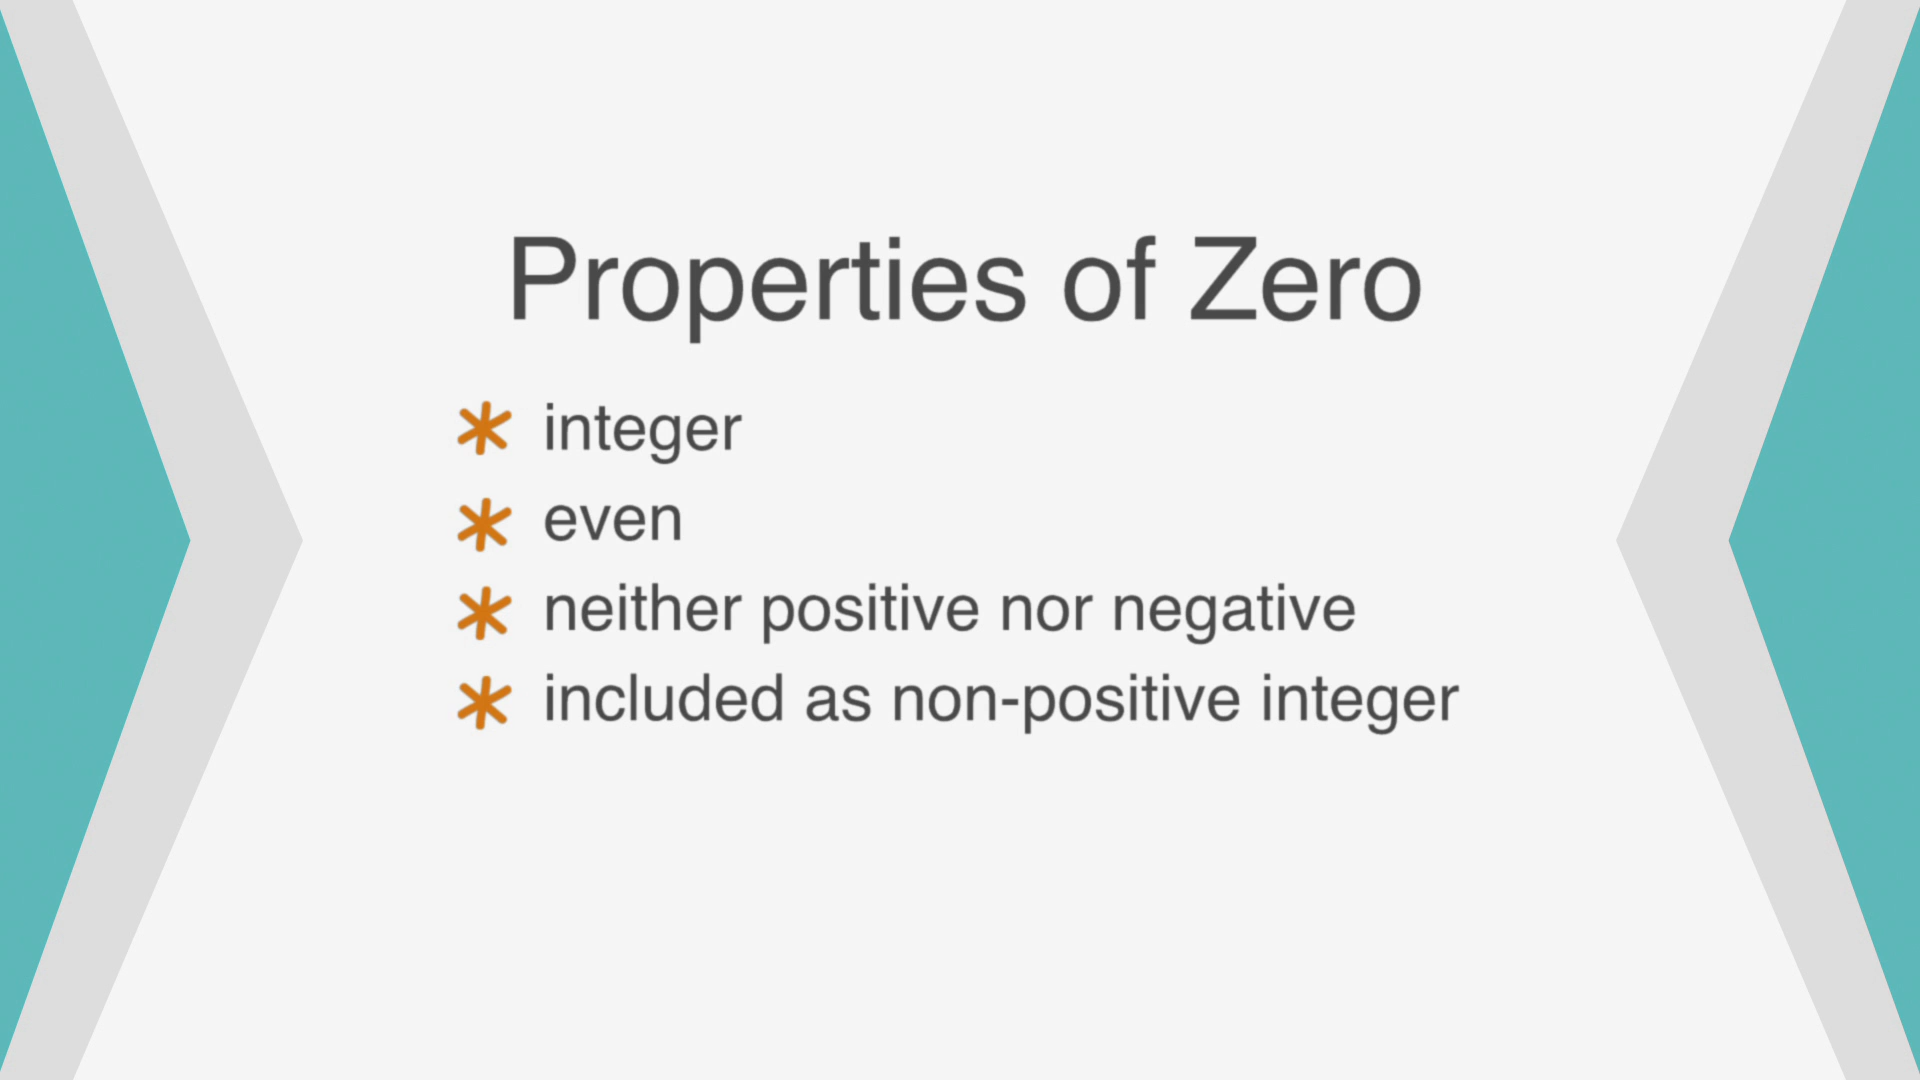 Properties of Zero
integer
even
neither positive nor negative
included as non-positive integer